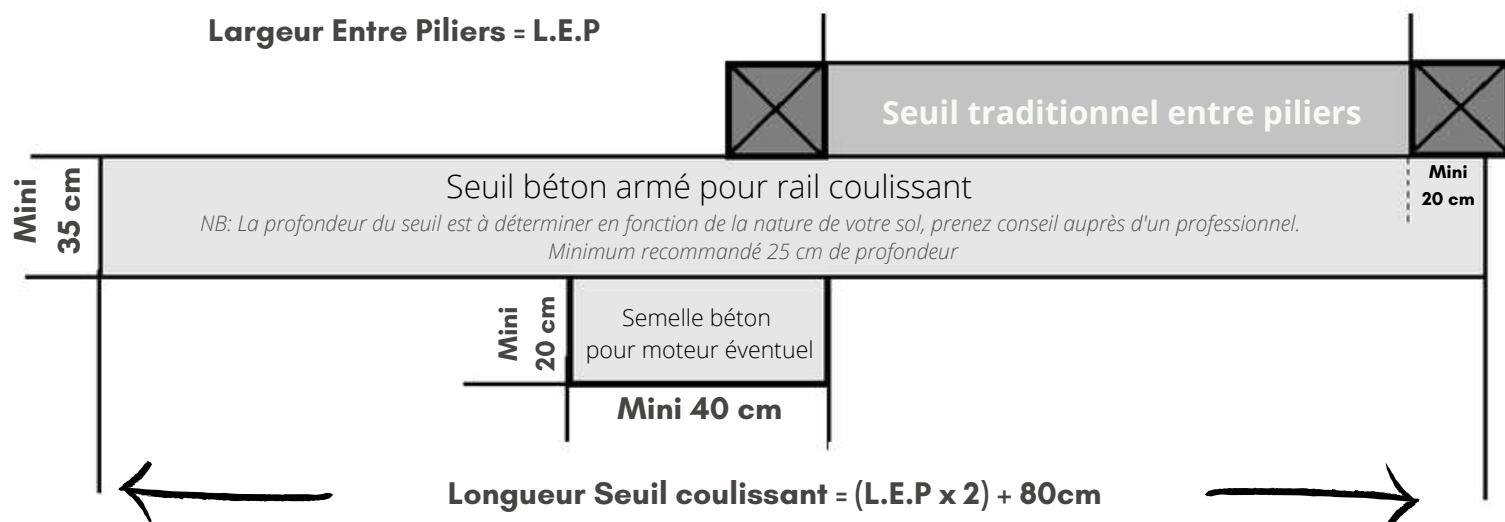 Largeur Entre Piliers = L.E.P
Seuil traditionnel entre piliers
Mini
35 cm
Seuil béton armé pour rail coulissant
NB: La profondeur du seuil est à déterminer en fonction de la nature de votre sol, prenez conseil auprès d'un professionnel.
Minimum recommandé 25 cm de profondeur
Mini
20 cm
Mini
20 cm
Semelle béton
pour moteur éventuel
Mini 40 cm
Longueur Seuil coulissant = (L.E.P x 2) + 80cm